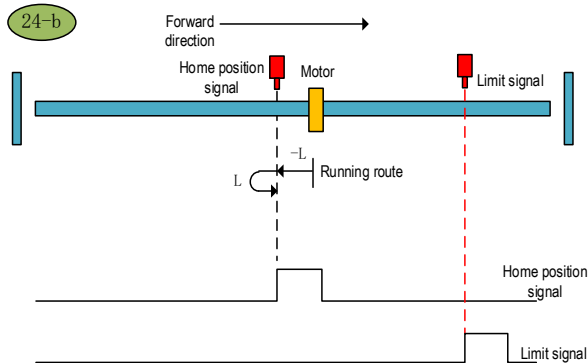 24-b
Forward
direction
Home position
signal
Motor
Limit signal
-L
Running route
L
Home position
signal
Limit signal